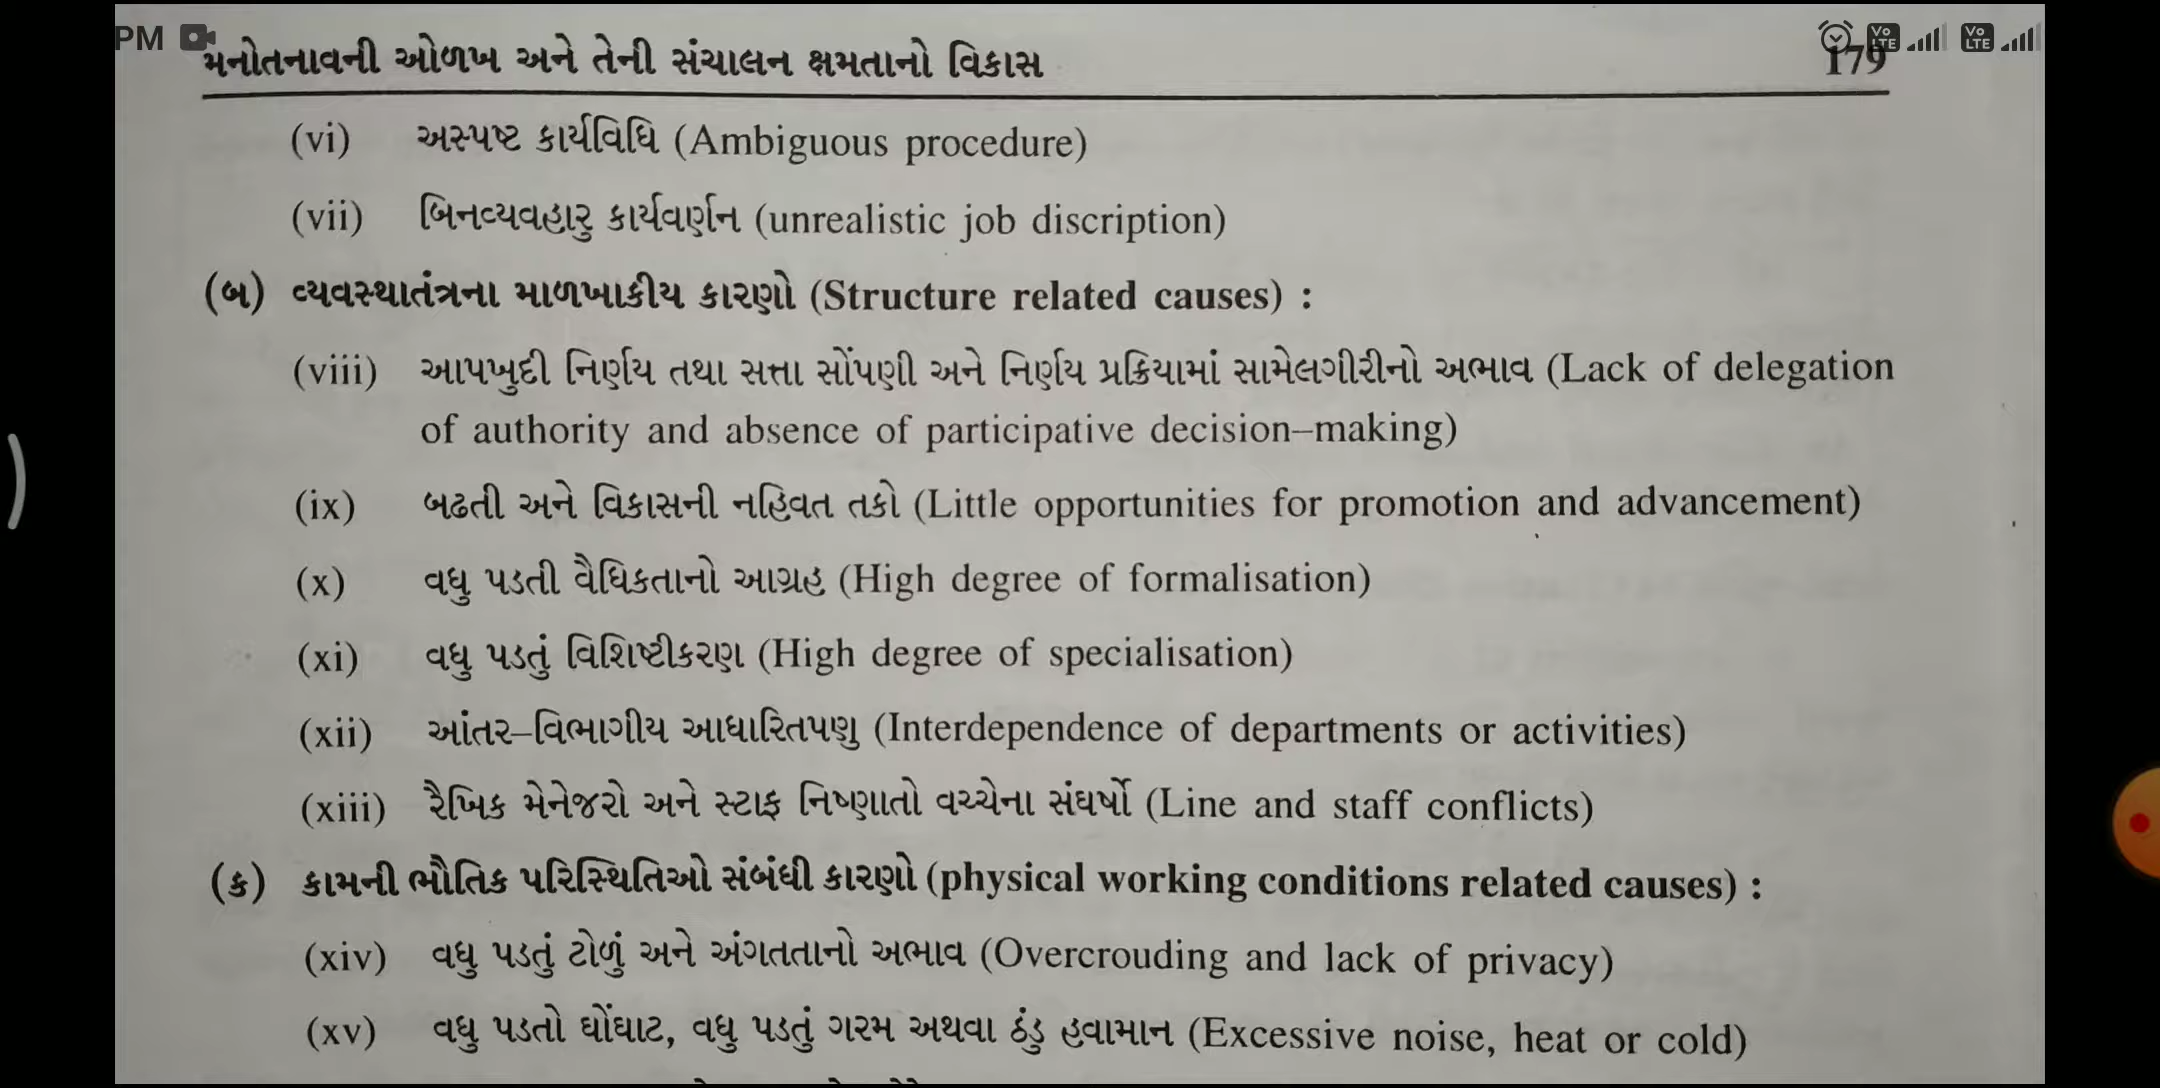 PM
મનોતનાવની ઓળખ અને તેની સંચાલન ક્ષમતાનો વિકાસ 179
(vi) અસ્પષ્ટ કાર્યવિધિ (Ambiguous procedure)
(vii) બિનવ્યવહારુ કાર્યવર્ણન (unrealistic job discription)
(બ) વ્યવસ્થાતંત્રના માળખાકીય કારણો (Structure related causes) :
(viii) આપખુદી નિર્ણય તથા સત્તા સોંપણી અને નિર્ણય પ્રક્રિયામાં સામેલગીરીનો અભાવ (Lack of delegation
of authority and absence of participative decision–making)
(ix) બઢતી અને વિકાસની નહિવત તકો (Little opportunities for promotion and advancement)
(x) વધુ પડતી વૈધિકતાનો આગ્રહ (High degree of formalisation)
(xi) વધુ પડતું વિશિષ્ટીકરણ (High degree of specialisation)
(xii) આંતર–વિભાગીય આધારિતપણુ (Interdependence of departments or activities)
(xiii) રૈખિક મેનેજરો અને સ્ટાફ નિષ્ણાતો વચ્ચેના સંઘર્ષો (Line and staff conflicts)
(ક) કામની ભૌતિક પરિસ્થિતિઓ સંબંધી કારણો (physical working conditions related causes) :
(xiv) વધુ પડતું ટોળું અને અંગતતાનો અભાવ (Overcrouding and lack of privacy)
(xv) વધુ પડતો ઘોંઘાટ, વધુ પડતું ગરમ અથવા ઠંડુ હવામાન (Excessive noise, heat or cold)